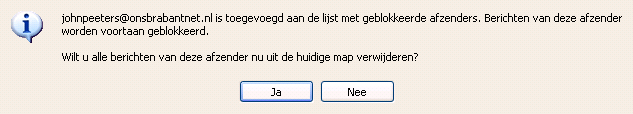 johnpeeters@onsbrabantnet.nl is toegevoegd aan de lijst met geblokkeerde afzenders. Berichten van deze afzender
worden voortaan geblokkeerd.
Wilt u alle berichten van deze afzender nu uit de huidige map verwijderen?
Ja
Nee